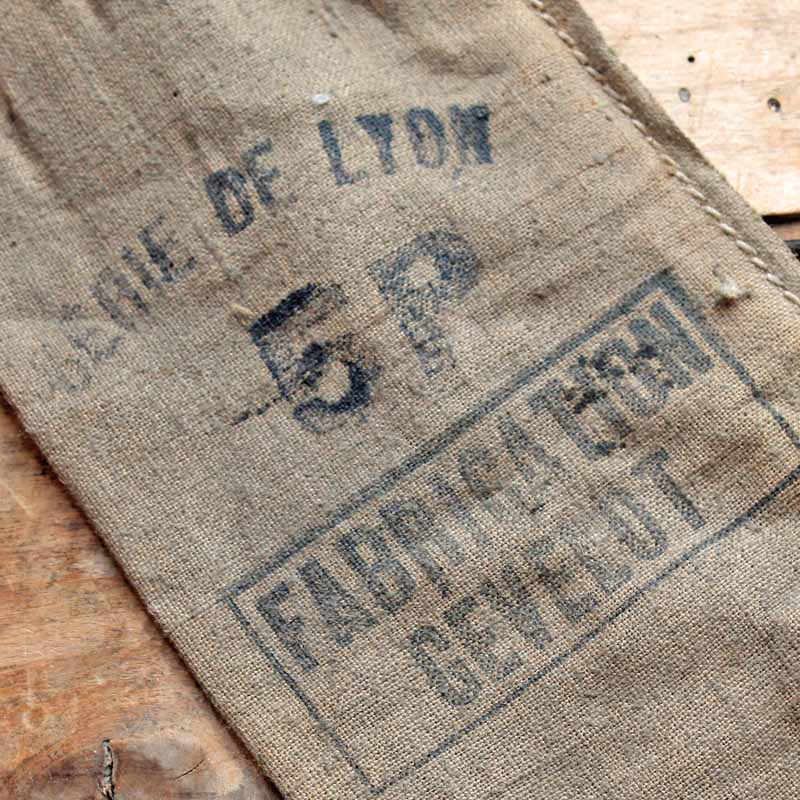 DE LYON
5P
FABRICATION
GEVELOT